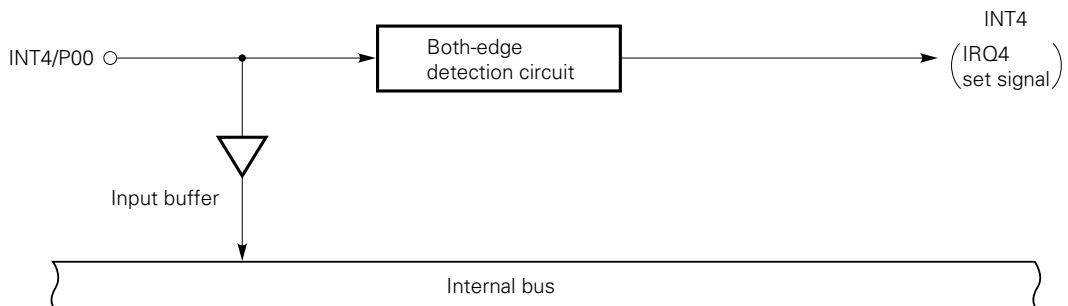 INT4
INT4/P00
Both-edge
detection circuit
IRQ4
set signal
Input buffer
Internal bus